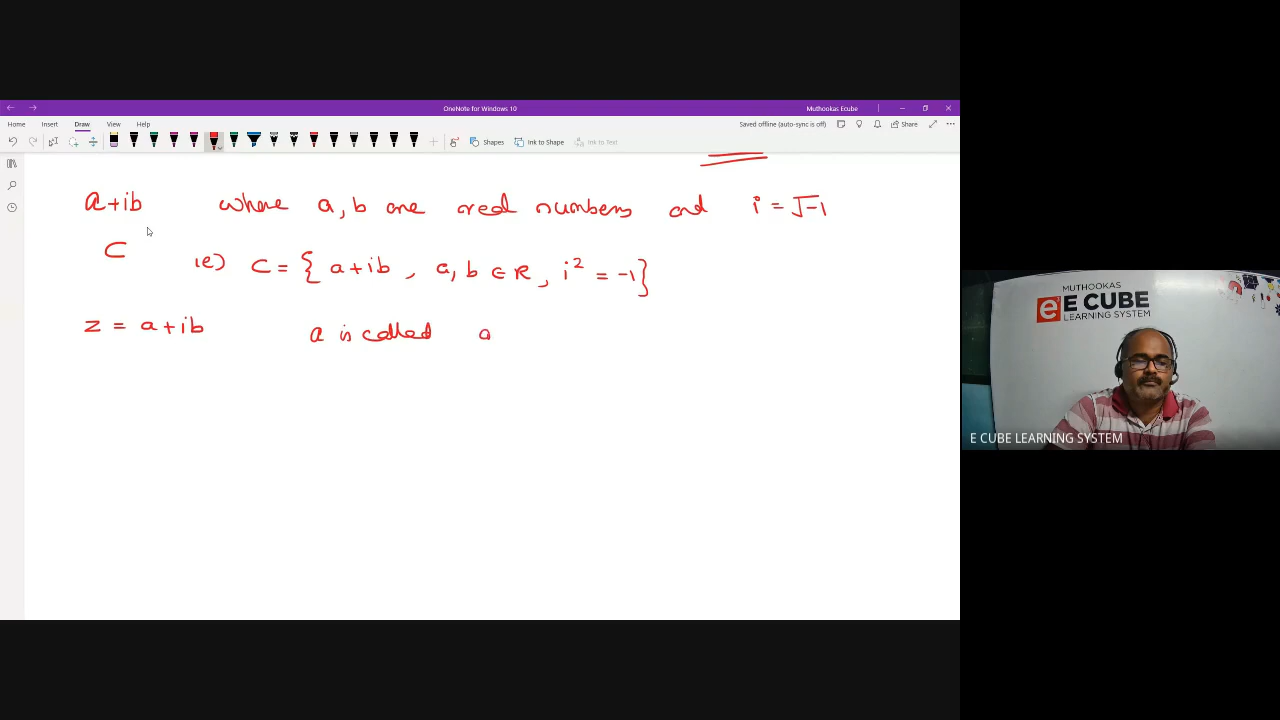 OneNote for Windows 10
Muthookas Ecube
Home Insert Draw View Help
Saved offline (auto-sync is off)
Share
Shapes Ink to Shape Ink to Text
a+ib where a, b are real numbers and i = √-1
C ie) C = { a+ib , a, b ∈ R , i² = -1}
z = a+ib a is called a
MUTHOOKAS
e E CUBE
LEARNING SYSTEM
E CUBE LEARNING SYSTEM